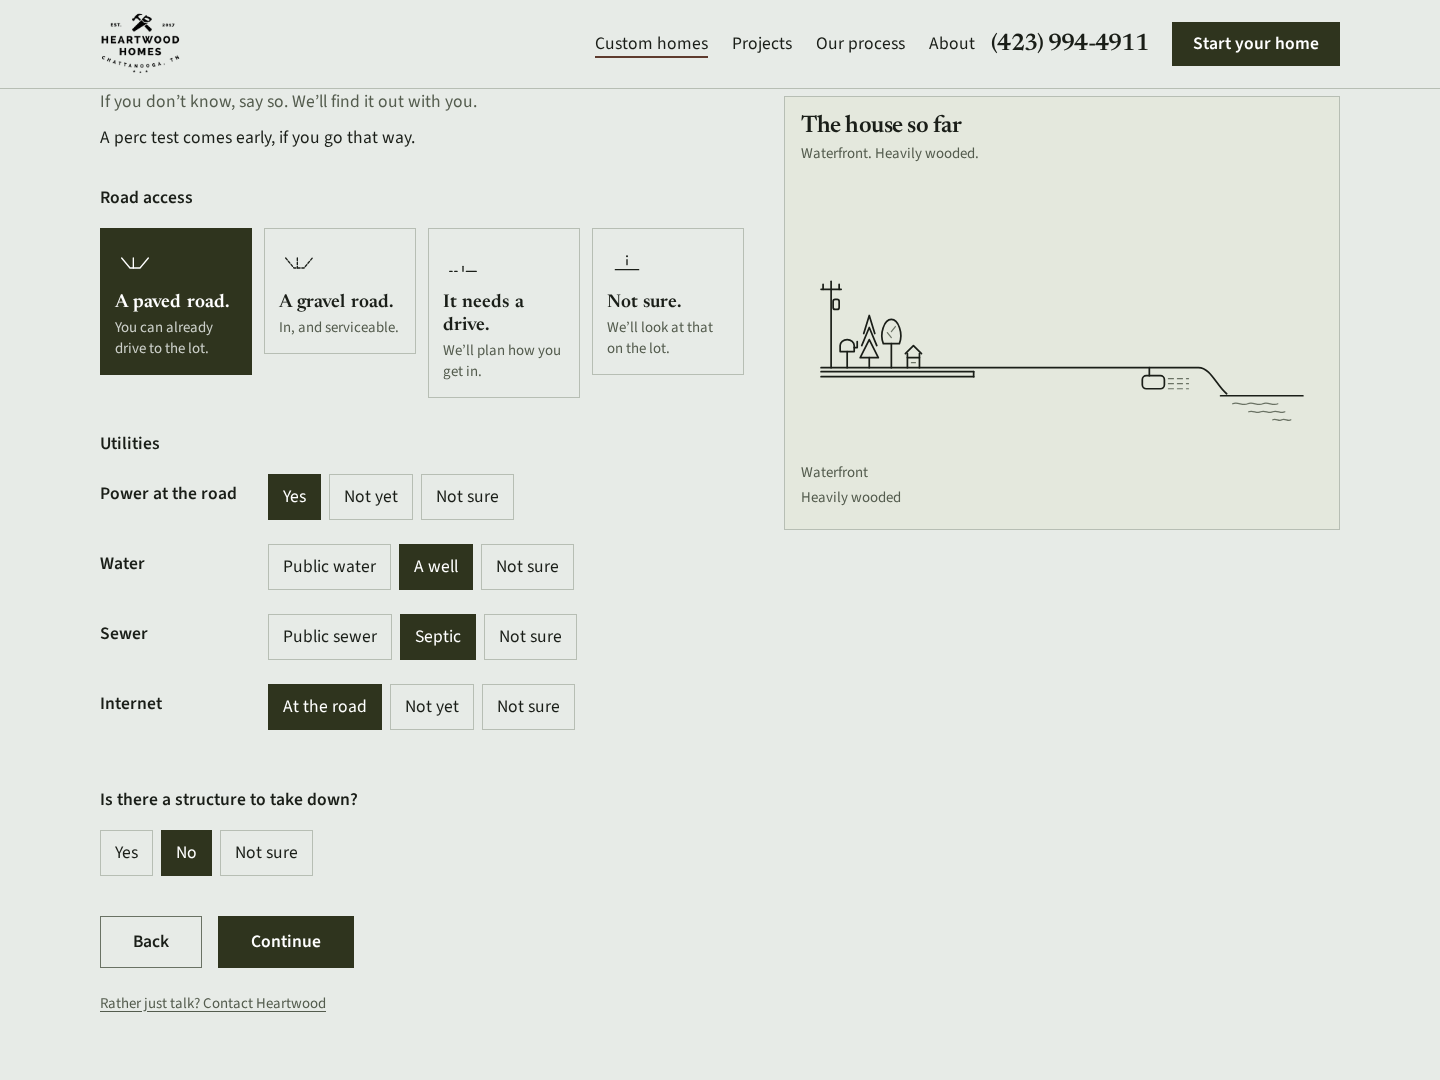 EST. 2017
HEARTWOOD
HOMES
CHATTANOOGA, TN
Custom homes
Projects
Our process
About
(423) 994-4911
Start your home
If you don’t know, say so. We’ll find it out with you.
A perc test comes early, if you go that way.
Road access
A paved road.
You can already
drive to the lot.
A gravel road.
In, and serviceable.
It needs a
drive.
We’ll plan how you
get in.
Not sure.
We’ll look at that
on the lot.
Utilities
Power at the road
Yes
Not yet
Not sure
Water
Public water
A well
Not sure
Sewer
Public sewer
Septic
Not sure
Internet
At the road
Not yet
Not sure
Is there a structure to take down?
Yes
No
Not sure
Back
Continue
Rather just talk? Contact Heartwood
The house so far
Waterfront. Heavily wooded.
Waterfront
Heavily wooded